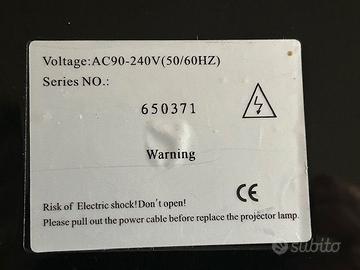 Voltage:AC90-240V(50/60HZ)
Series NO.:
650371
Warning
Risk of Electric shock!Don't open!
CE
Please pull out the power cable before replace the projector lamp.
subito